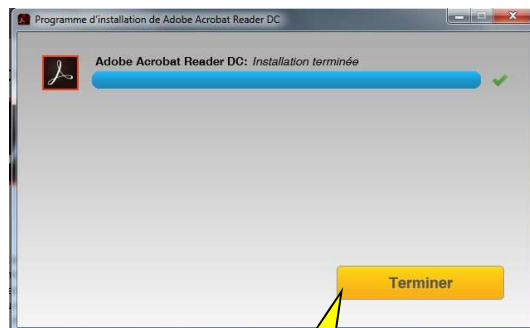 Programme d'installation de Adobe Acrobat Reader DC
Adobe Acrobat Reader DC: Installation terminée
Terminer